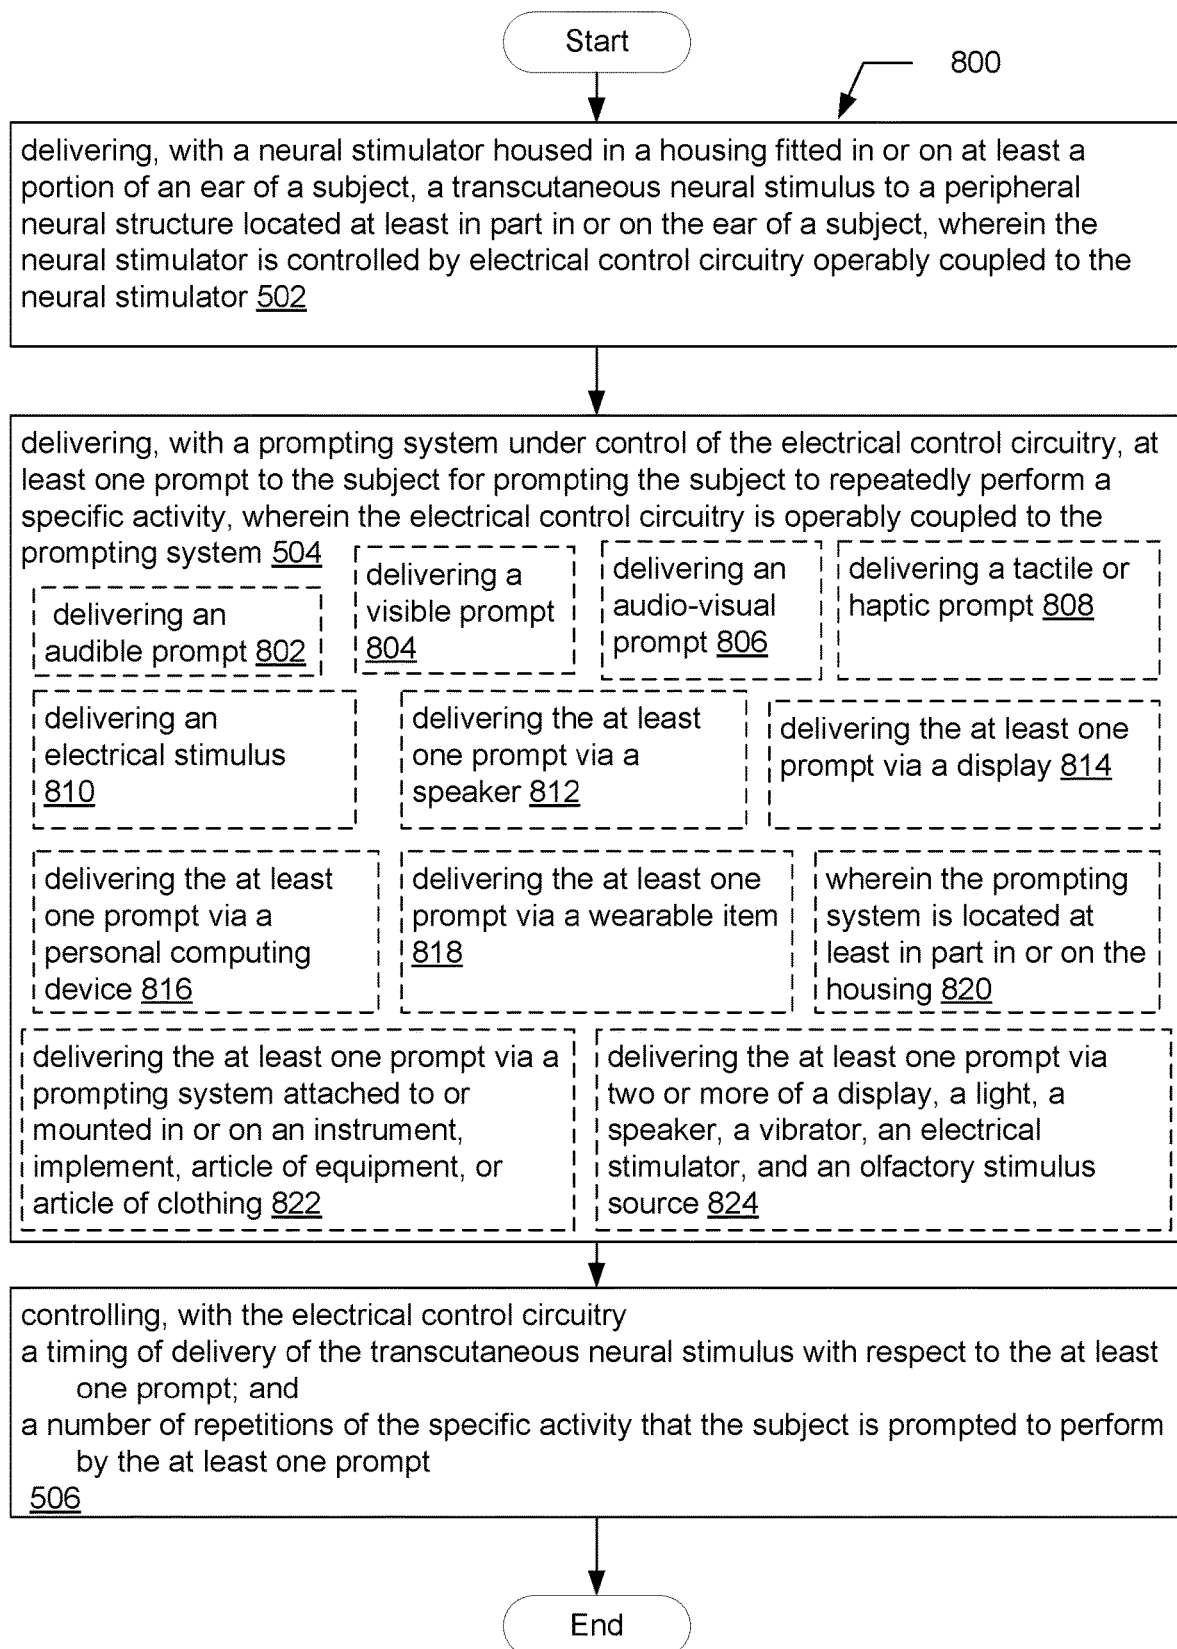 Start
800
delivering, with a neural stimulator housed in a housing fitted in or on at least a
portion of an ear of a subject, a transcutaneous neural stimulus to a peripheral
neural structure located at least in part in or on the ear of a subject, wherein the
neural stimulator is controlled by electrical control circuitry operably coupled to the
neural stimulator 502
delivering, with a prompting system under control of the electrical control circuitry, at
least one prompt to the subject for prompting the subject to repeatedly perform a
specific activity, wherein the electrical control circuitry is operably coupled to the
prompting system 504
delivering an
audible prompt 802
delivering a
visible prompt
804
delivering an
audio-visual
prompt 806
delivering a tactile or
haptic prompt 808
delivering an
electrical stimulus
810
delivering the at least
one prompt via a
speaker 812
delivering the at least one
prompt via a display 814
delivering the at least
one prompt via a
personal computing
device 816
delivering the at least one
prompt via a wearable item
818
wherein the prompting
system is located at
least in part in or on the
housing 820
delivering the at least one prompt via a
prompting system attached to or
mounted in or on an instrument,
implement, article of equipment, or
article of clothing 822
delivering the at least one prompt via
two or more of a display, a light, a
speaker, a vibrator, an electrical
stimulator, and an olfactory stimulus
source 824
controlling, with the electrical control circuitry
a timing of delivery of the transcutaneous neural stimulus with respect to the at least
one prompt; and
a number of repetitions of the specific activity that the subject is prompted to perform
by the at least one prompt
506
End